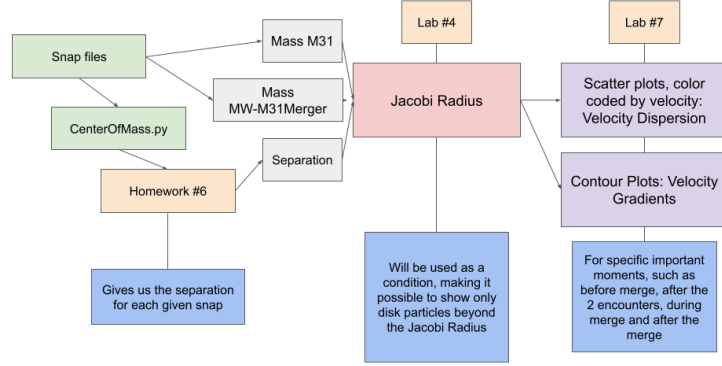 Snap files
CenterOfMass.py
Homework #6
Gives us the separation
for each given snap
Mass M31
Mass
MW-M31Merger
Separation
Lab #4
Jacobi Radius
Will be used as a
condition, making it
possible to show only
disk particles beyond
the Jacobi Radius
Lab #7
Scatter plots, color
coded by velocity:
Velocity Dispersion
Contour Plots: Velocity
Gradients
For specific important
moments, such as
before merge, after the
2 encounters, during
merge and after the
merge